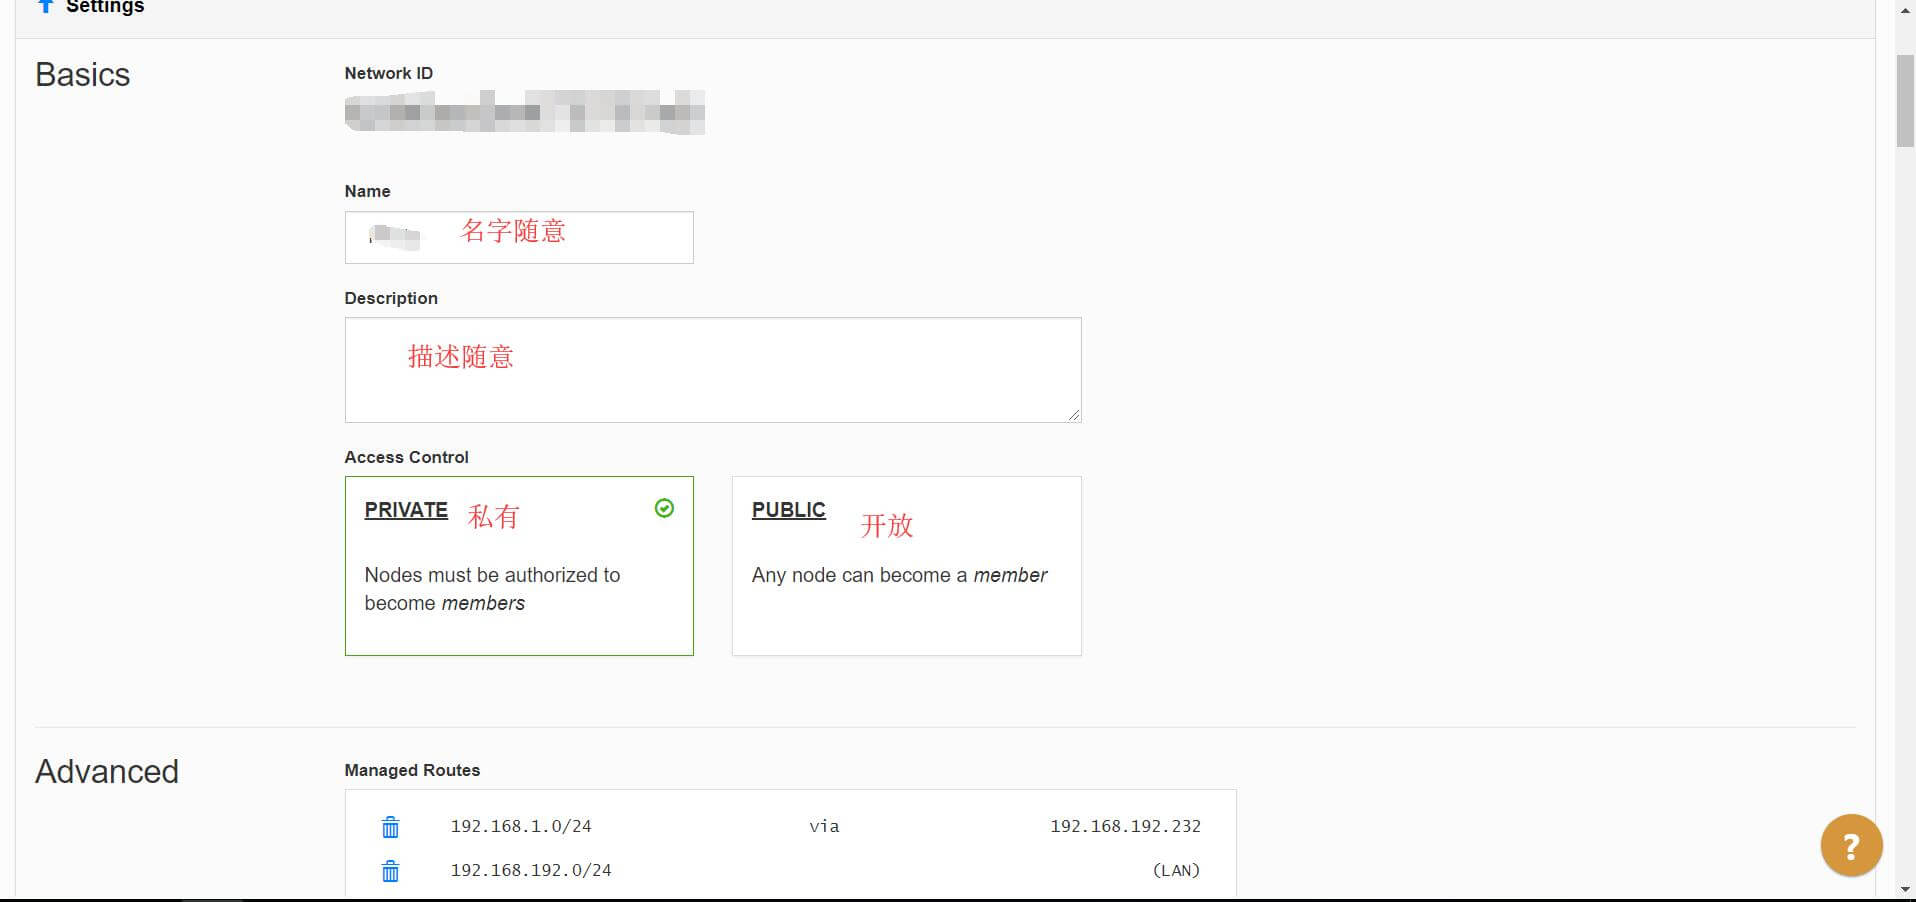 Settings
Basics
Network ID
Name
名字随意
Description
描述随意
Access Control
PRIVATE 私有
Nodes must be authorized to
become members
PUBLIC 开放
Any node can become a member
Advanced
Managed Routes
192.168.1.0/24 via 192.168.192.232
192.168.192.0/24 (LAN)
?